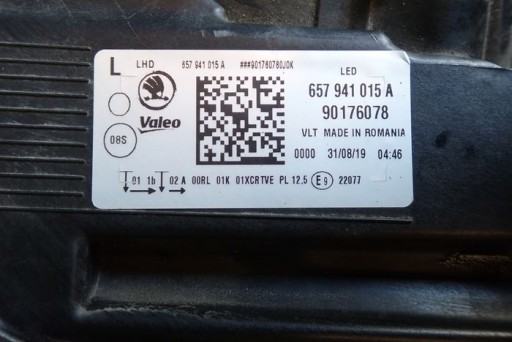 L LHD 657 941 015 A ###901760780J0K LED
657 941 015 A
90176078
Valeo
VLT MADE IN ROMANIA
08S
0000 31/08/19 04:46
01 1b 02 A 00RL 01K 01XCRTVE PL 12.5 E9 22077